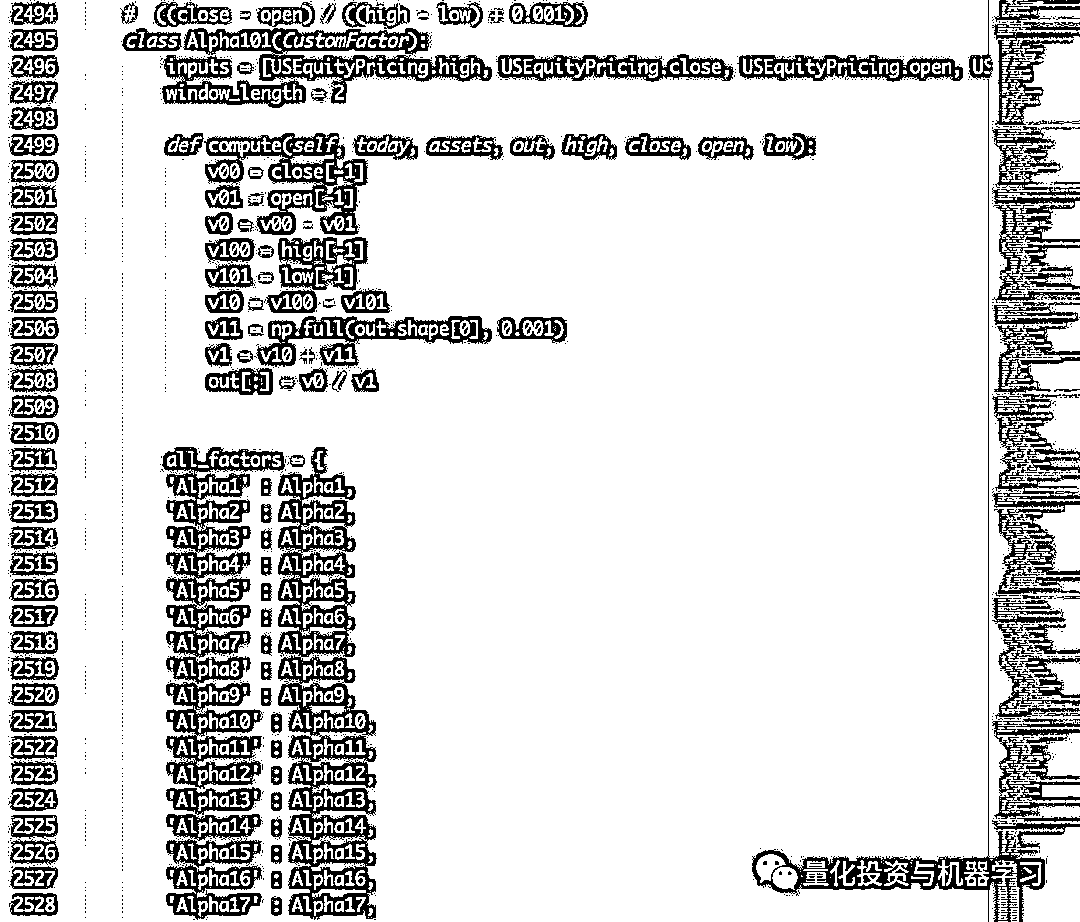 2494 # ((close - open) / ((high - low) + 0.001))
2495 class Alpha101(CustomFactor):
2496 inputs = [USEquityPricing.high, USEquityPricing.close, USEquityPricing.open, US
2497 window_length = 2
2498
2499 def compute(self, today, assets, out, high, close, open, low):
2500 v00 = close[-1]
2501 v01 = open[-1]
2502 v0 = v00 - v01
2503 v100 = high[-1]
2504 v101 = low[-1]
2505 v10 = v100 - v101
2506 v11 = np.full(out.shape[0], 0.001)
2507 v1 = v10 + v11
2508 out[:] = v0 / v1
2509
2510
2511 all_factors = {
2512 'Alpha1' : Alpha1,
2513 'Alpha2' : Alpha2,
2514 'Alpha3' : Alpha3,
2515 'Alpha4' : Alpha4,
2516 'Alpha5' : Alpha5,
2517 'Alpha6' : Alpha6,
2518 'Alpha7' : Alpha7,
2519 'Alpha8' : Alpha8,
2520 'Alpha9' : Alpha9,
2521 'Alpha10' : Alpha10,
2522 'Alpha11' : Alpha11,
2523 'Alpha12' : Alpha12,
2524 'Alpha13' : Alpha13,
2525 'Alpha14' : Alpha14,
2526 'Alpha15' : Alpha15,
2527 'Alpha16' : Alpha16,
2528 'Alpha17' : Alpha17,
量化投资与机器学习